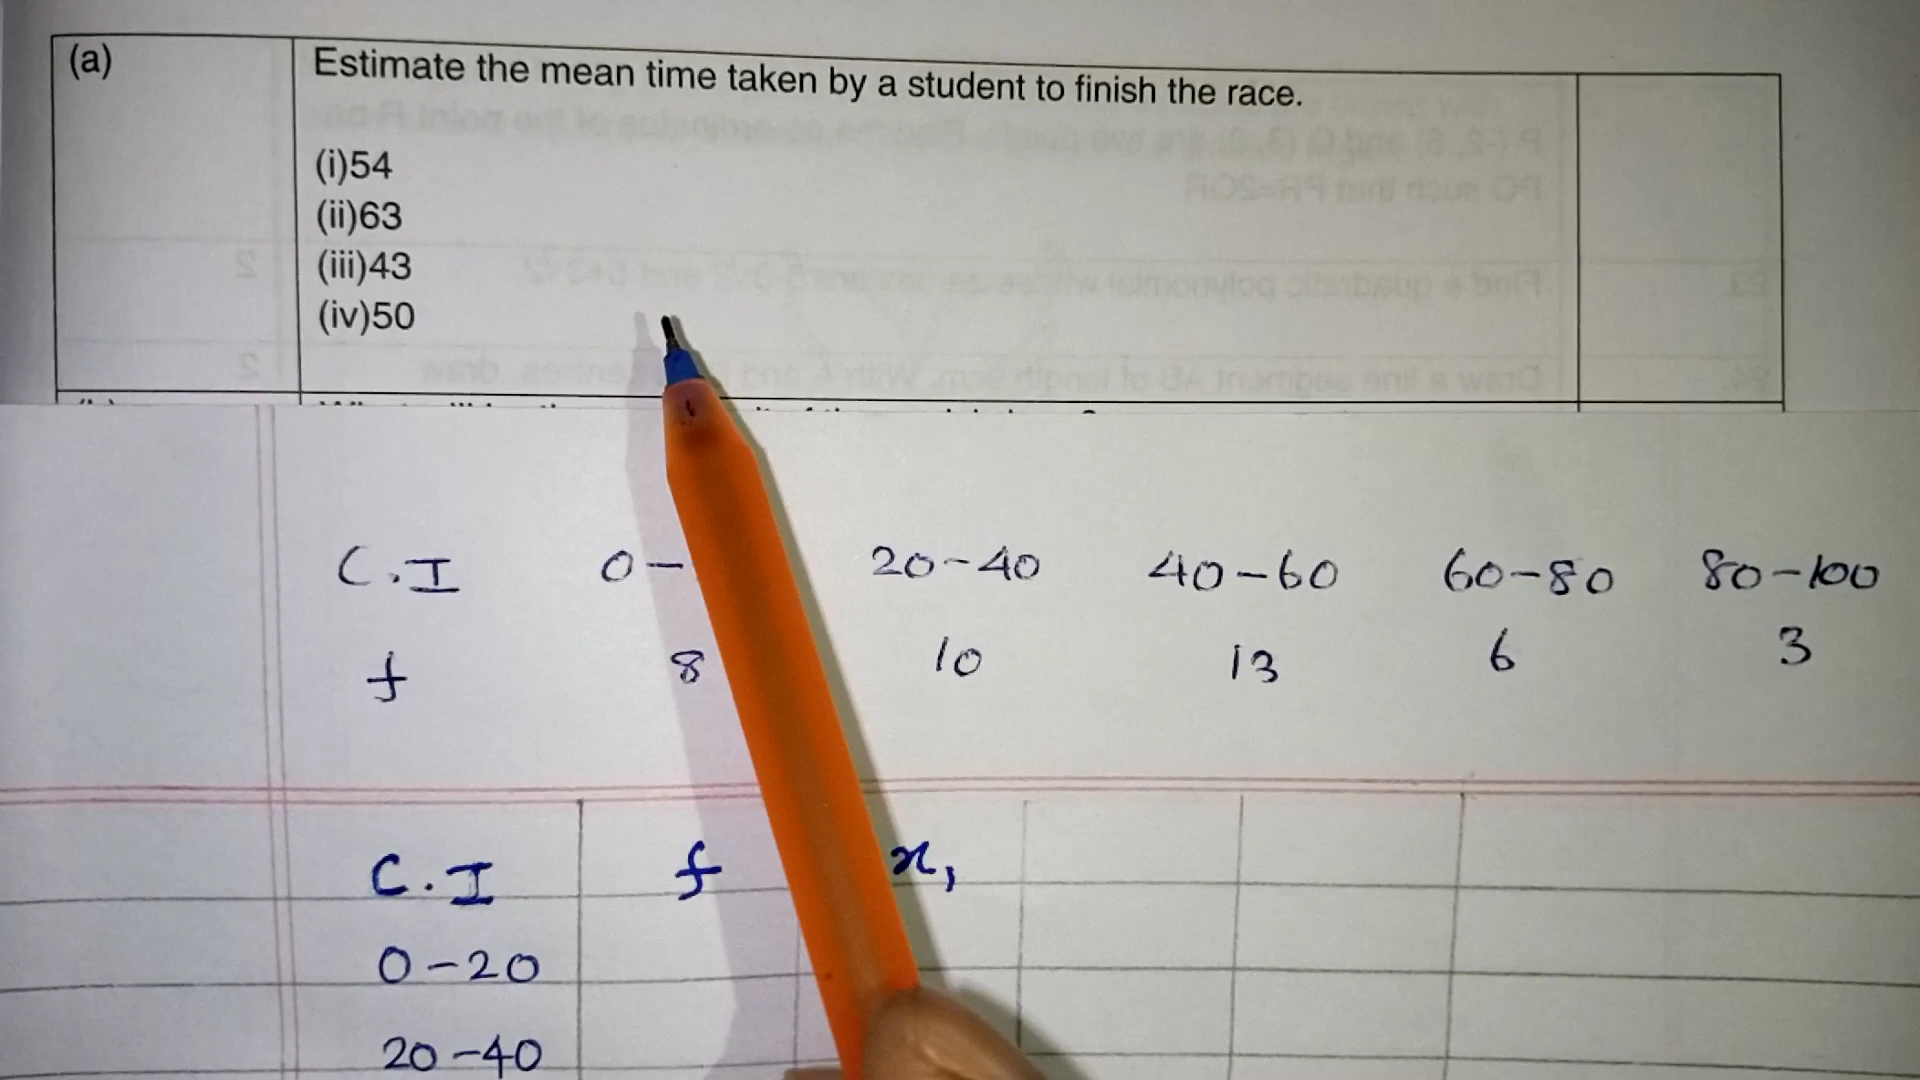 (a) Estimate the mean time taken by a student to finish the race.
(i)54
(ii)63
(iii)43
(iv)50
C.I 0- 20-40 40-60 60-80 80-100
f 8 10 13 6 3
C.I f x,
0-20
20-40